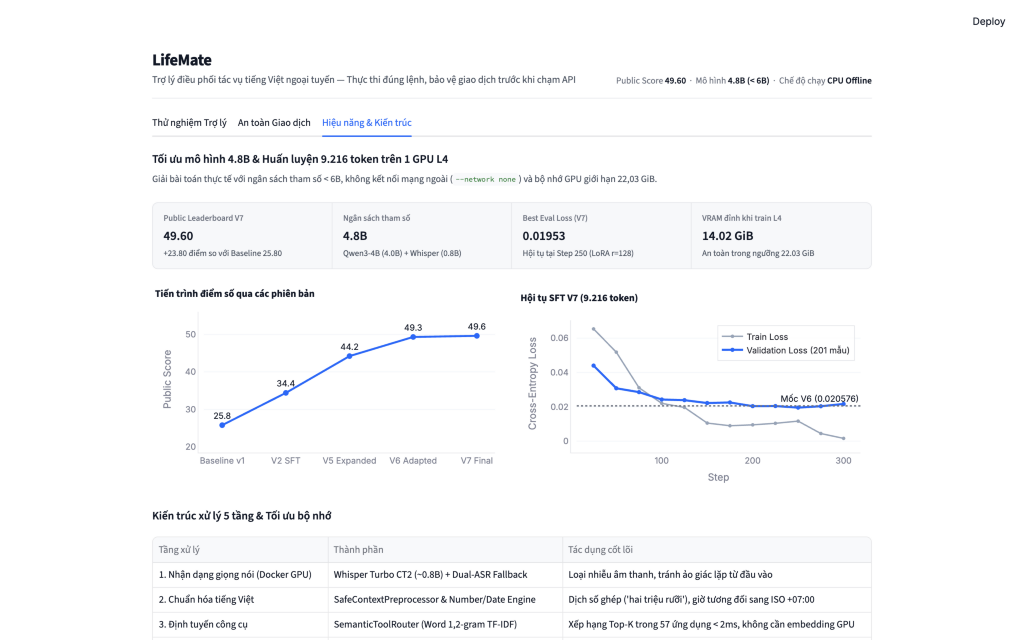 Deploy
LifeMate
Trợ lý điều phối tác vụ tiếng Việt ngoại tuyến — Thực thi đúng lệnh, bảo vệ giao dịch trước khi chạm API
Public Score 49.60 · Mô hình 4.8B (< 6B) · Chế độ chạy CPU Offline
Thử nghiệm Trợ lý An toàn Giao dịch Hiệu năng & Kiến trúc
Tối ưu mô hình 4.8B & Huấn luyện 9.216 token trên 1 GPU L4
Giải bài toán thực tế với ngân sách tham số < 6B, không kết nối mạng ngoài ( --network none ) và bộ nhớ GPU giới hạn 22,03 GiB.
Public Leaderboard V7
49.60
+23.80 điểm so với Baseline 25.80
Ngân sách tham số
4.8B
Qwen3-4B (4.0B) + Whisper (0.8B)
Best Eval Loss (V7)
0.01953
Hội tụ tại Step 250 (LoRA r=128)
VRAM đỉnh khi train L4
14.02 GiB
An toàn trong ngưỡng 22.03 GiB
Tiến trình điểm số qua các phiên bản
Public Score
50
40
30
20
25.8
34.4
44.2
49.3
49.6
Baseline v1 V2 SFT V5 Expanded V6 Adapted V7 Final
Hội tụ SFT V7 (9.216 token)
Cross-Entropy Loss
0.06
0.04
0.02
0
Train Loss
Validation Loss (201 mẫu)
Mốc V6 (0.020576)
100 200 300
Step
Kiến trúc xử lý 5 tầng & Tối ưu bộ nhớ
Tầng xử lý Thành phần Tác dụng cốt lõi
1. Nhận dạng giọng nói (Docker GPU) Whisper Turbo CT2 (~0.8B) + Dual-ASR Fallback Loại nhiễu âm thanh, tránh ảo giác lặp từ đầu vào
2. Chuẩn hóa tiếng Việt SafeContextPreprocessor & Number/Date Engine Dịch số ghép ('hai triệu rưỡi'), giờ tương đối sang ISO +07:00
3. Định tuyến công cụ SemanticToolRouter (Word 1,2-gram TF-IDF) Xếp hạng Top-K trong 57 ứng dụng < 2ms, không cần embedding GPU